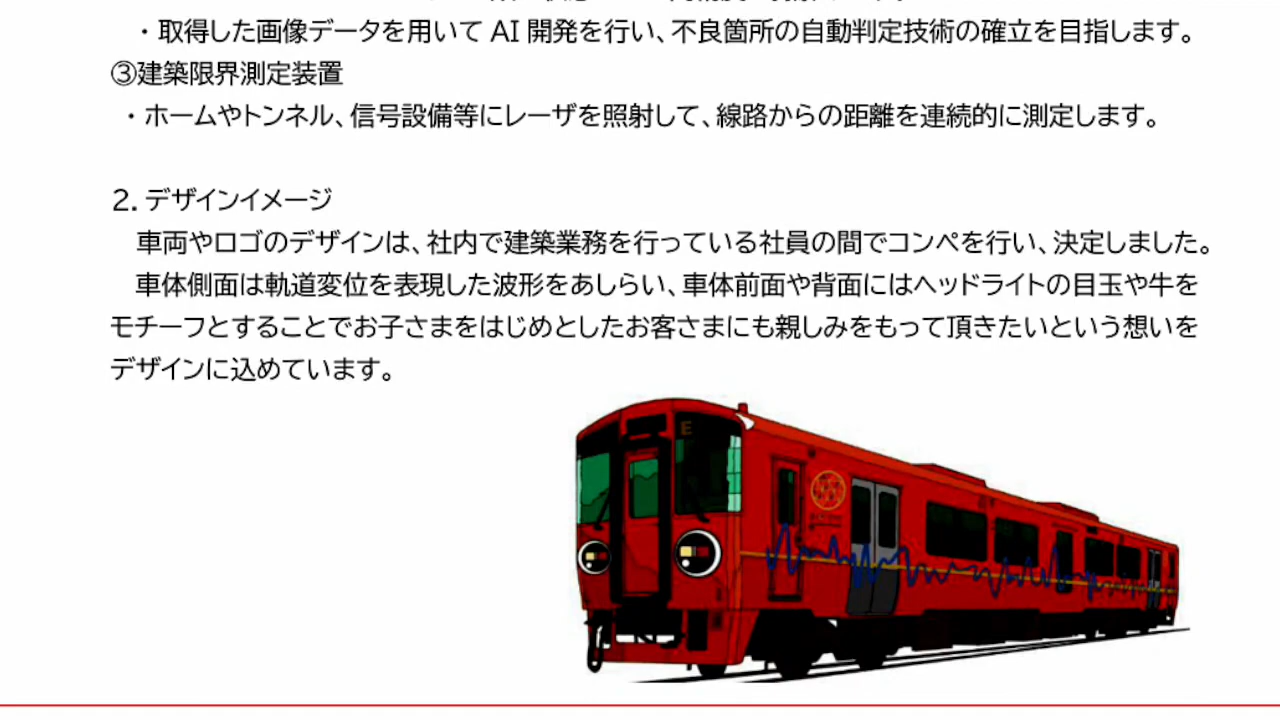 ・取得した画像データを用いて AI 開発を行い、不良箇所の自動判定技術の確立を目指します。
③建築限界測定装置
・ホームやトンネル、信号設備等にレーザを照射して、線路からの距離を連続的に測定します。
2. デザインイメージ
車両やロゴのデザインは、社内で建築業務を行っている社員の間でコンペを行い、決定しました。
車体側面は軌道変位を表現した波形をあしらい、車体前面や背面にはヘッドライトの目玉や牛を
モチーフとすることでお子さまをはじめとしたお客さまにも親しみをもって頂きたいという想いを
デザインに込めています。
E